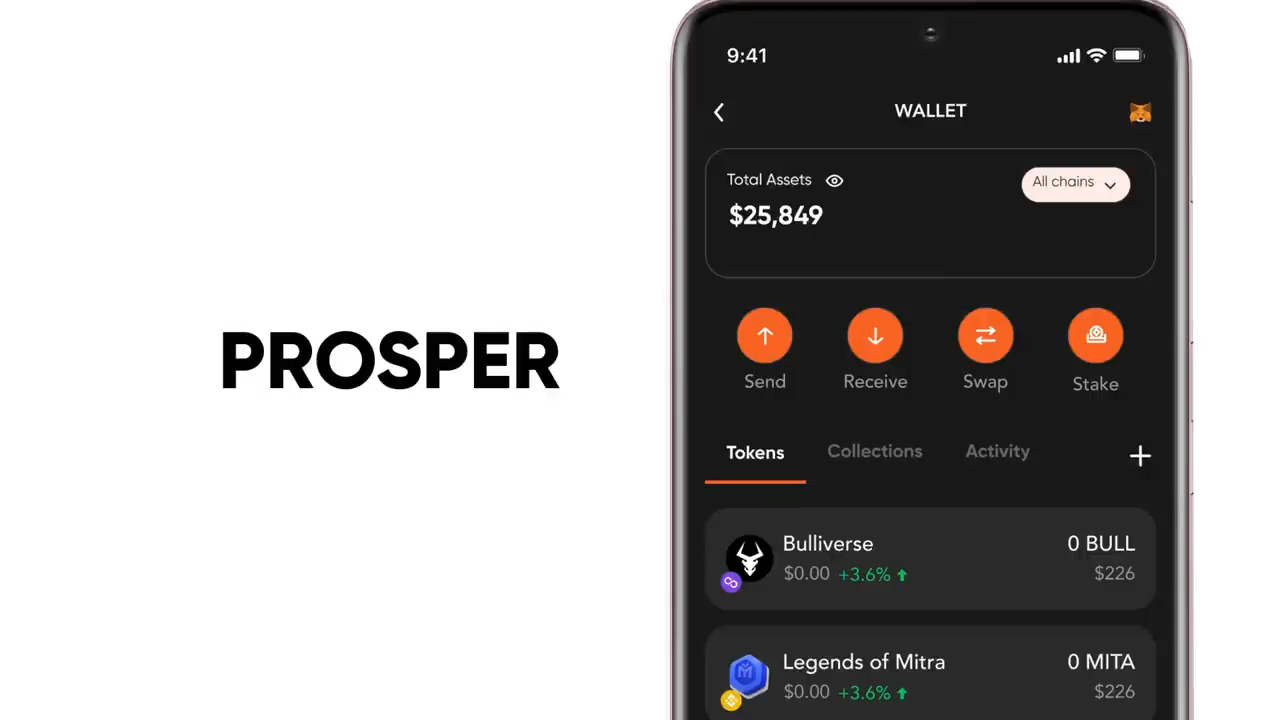 PROSPER
9:41
WALLET
Total Assets
All chains
$25,849
Send
Receive
Swap
Stake
Tokens
Collections
Activity
Bulliverse
0 BULL
$0.00 +3.6%
$226
Legends of Mitra
0 MITA
$0.00 +3.6%
$226